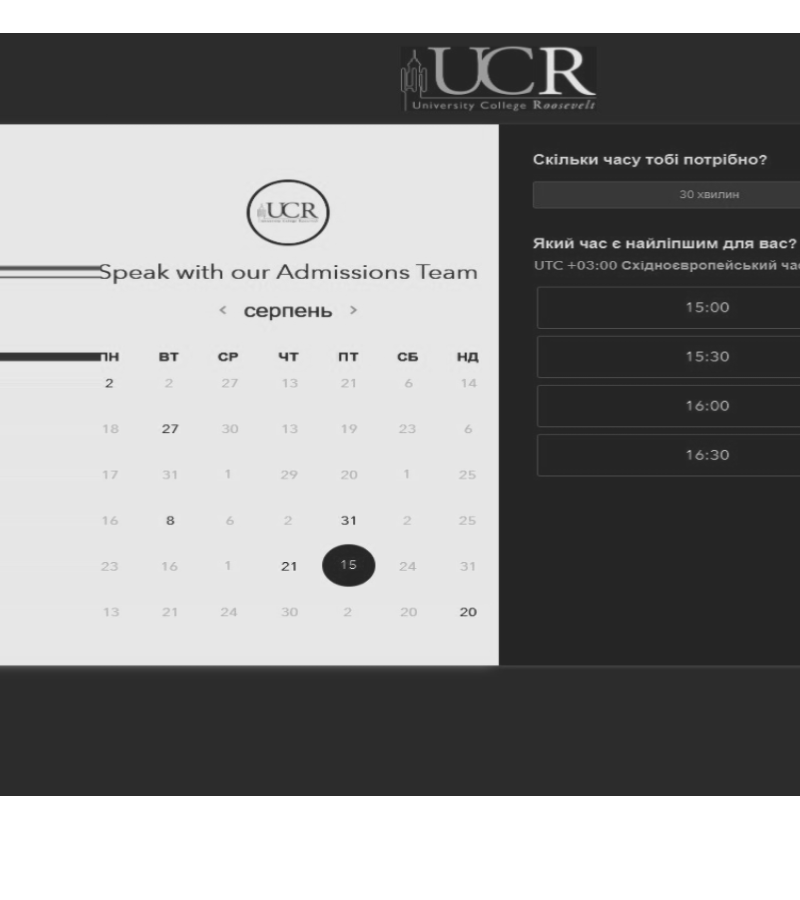 UCR
University College Roosevelt
UCR
Speak with our Admissions Team
< серпень >
ПН ВТ СР ЧТ ПТ СБ НД
2 2 27 13 21 6 14
18 27 30 13 19 23 6
17 31 1 29 20 1 25
16 8 6 2 31 2 25
23 16 1 21 15 24 31
13 21 24 30 2 20 20
Скільки часу тобі потрібно?
30 хвилин
Який час є найліпшим для вас?
UTC +03:00 Східноєвропейський час
15:00
15:30
16:00
16:30